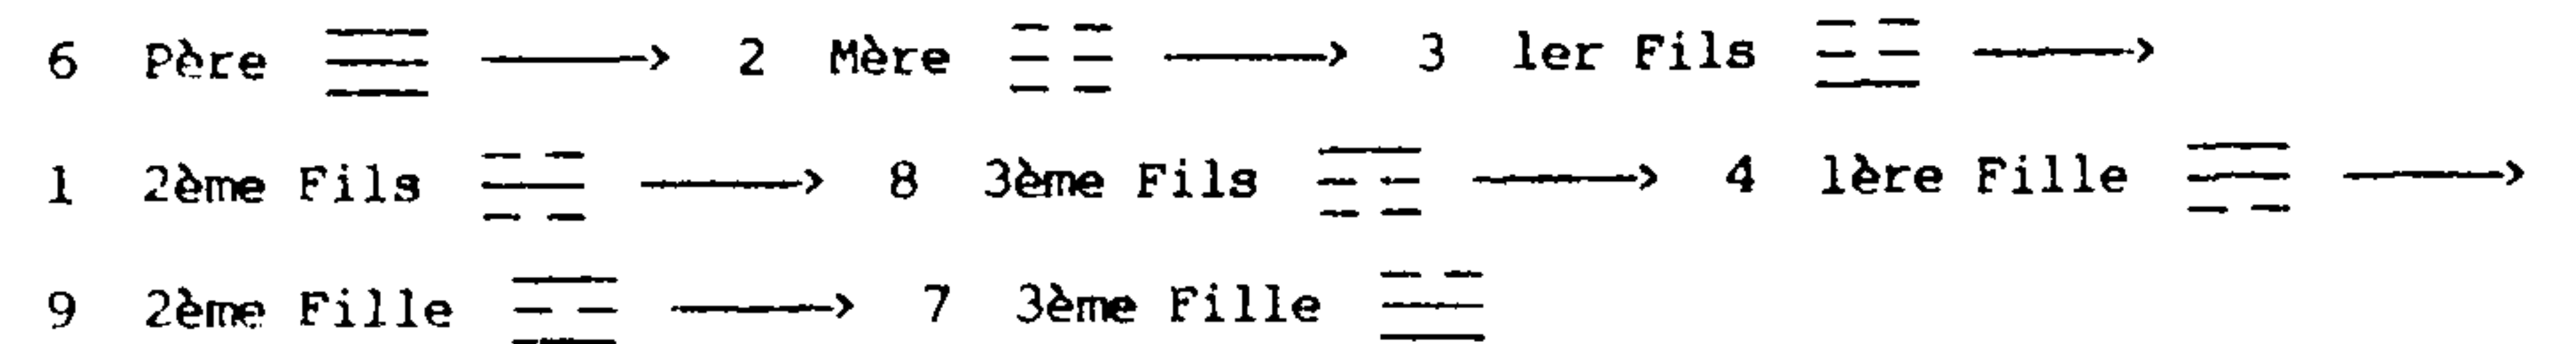 6 Père ☰ ⟶ 2 Mère ☷ ⟶ 3 ler Fils ☳ ⟶
1 2ème Fils ☵ ⟶ 8 3ème Fils ☶ ⟶ 4 lère Fille ☴ ⟶
9 2ème Fille ☲ ⟶ 7 3ème Fille ☱